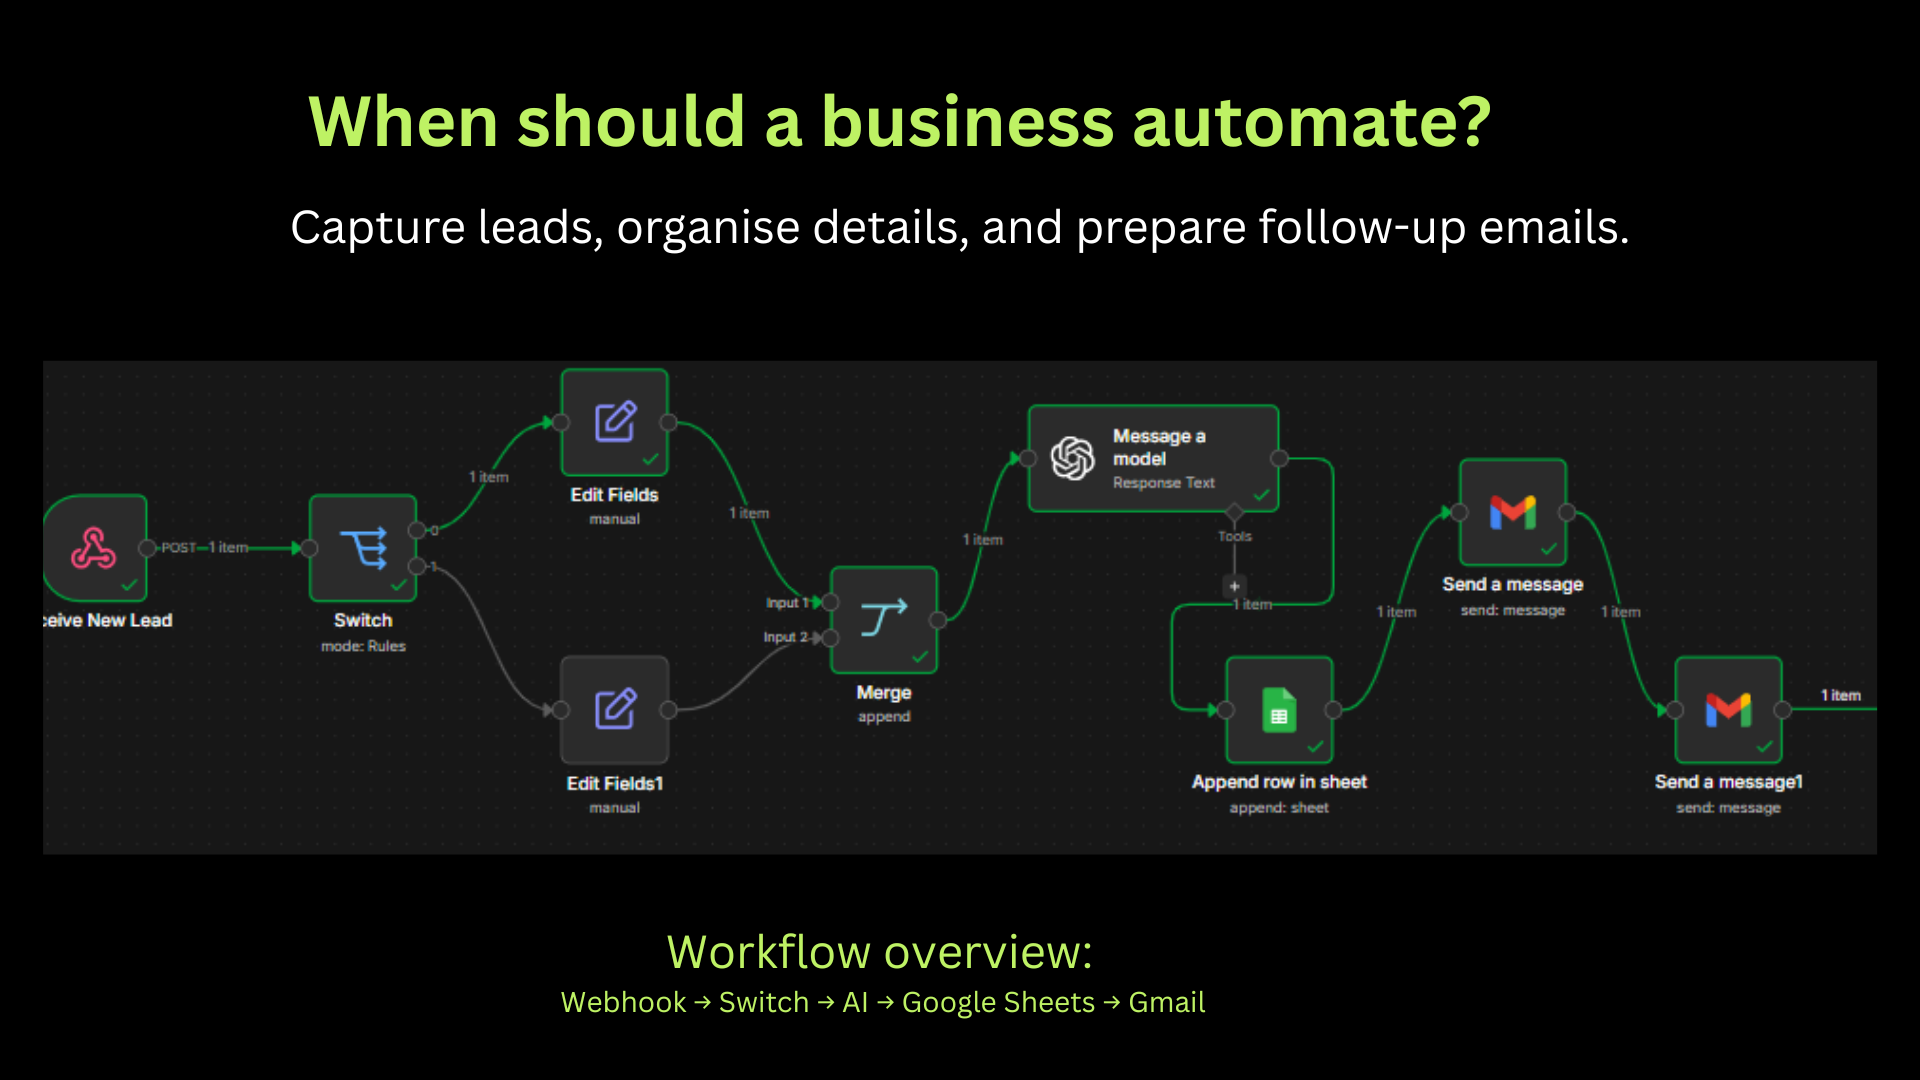 When should a business automate?
Capture leads, organise details, and prepare follow-up emails.
POST
1 item
ceive New Lead
Switch
mode: Rules
0
1
1 item
Edit Fields
manual
Edit Fields1
manual
1 item
Input 1
Input 2
Merge
append
1 item
Message a
model
Response Text
Tools
+
1 item
Append row in sheet
append: sheet
1 item
Send a message
send: message
1 item
Send a message1
send: message
1 item
Workflow overview:
Webhook → Switch → AI → Google Sheets → Gmail